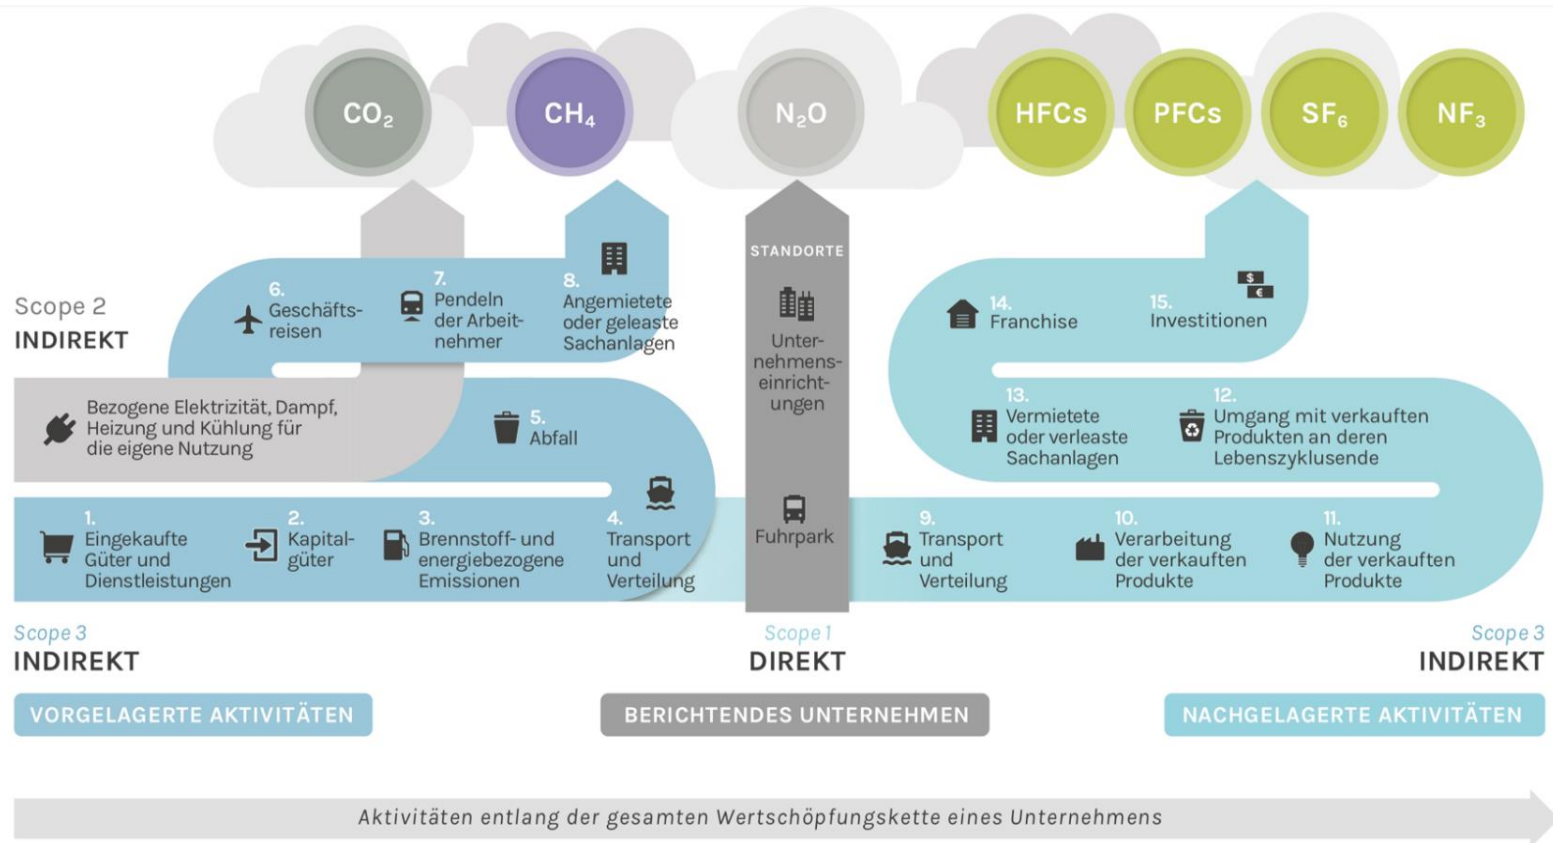 CO₂
CH₄
N₂O
HFCs
PFCs
SF₆
NF₃
Scope 2
INDIREKT
6.
Geschäfts-
reisen
7.
Pendeln
der Arbeit-
nehmer
8.
Angemietete
oder geleaste
Sachanlagen
STANDORTE
Unter-
nehmens-
einricht-
ungen
14.
Franchise
15.
Investitionen
$
€
Bezogene Elektrizität, Dampf,
Heizung und Kühlung für
die eigene Nutzung
5.
Abfall
13.
Vermietete
oder verleaste
Sachanlagen
12.
Umgang mit verkauften
Produkten an deren
Lebenszyklusende
1.
Eingekaufte
Güter und
Dienstleistungen
2.
Kapital-
güter
3.
Brennstoff- und
energiebezogene
Emissionen
4.
Transport
und
Verteilung
Fuhrpark
9.
Transport
und
Verteilung
10.
Verarbeitung
der verkauften
Produkte
11.
Nutzung
der verkauften
Produkte
Scope 3
INDIREKT
Scope 1
DIREKT
Scope 3
INDIREKT
VORGELAGERTE AKTIVITÄTEN
BERICHTENDES UNTERNEHMEN
NACHGELAGERTE AKTIVITÄTEN
Aktivitäten entlang der gesamten Wertschöpfungskette eines Unternehmens